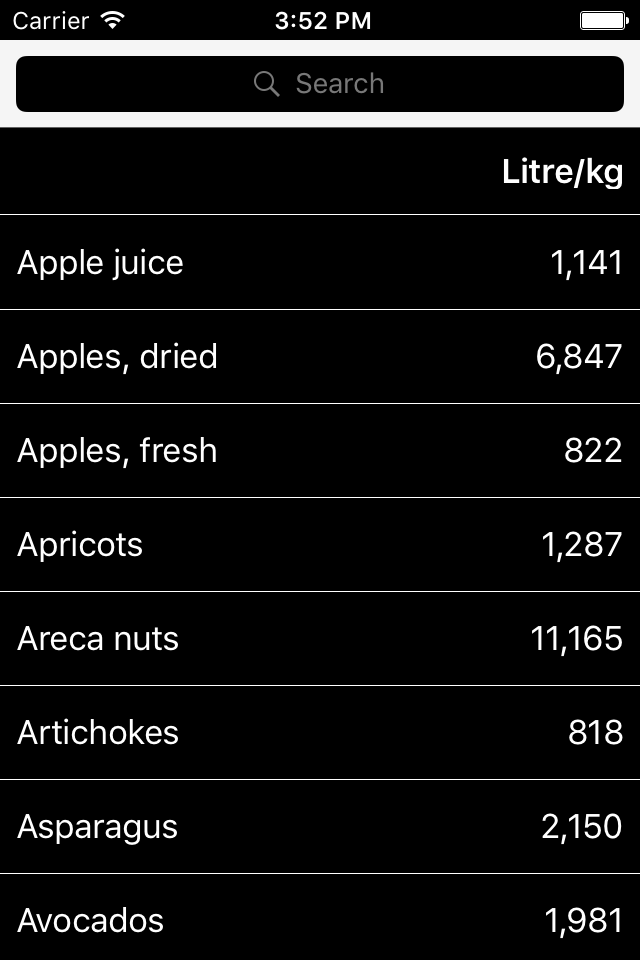 Carrier 3:52 PM
Search
Litre/kg
Apple juice 1,141
Apples, dried 6,847
Apples, fresh 822
Apricots 1,287
Areca nuts 11,165
Artichokes 818
Asparagus 2,150
Avocados 1,981